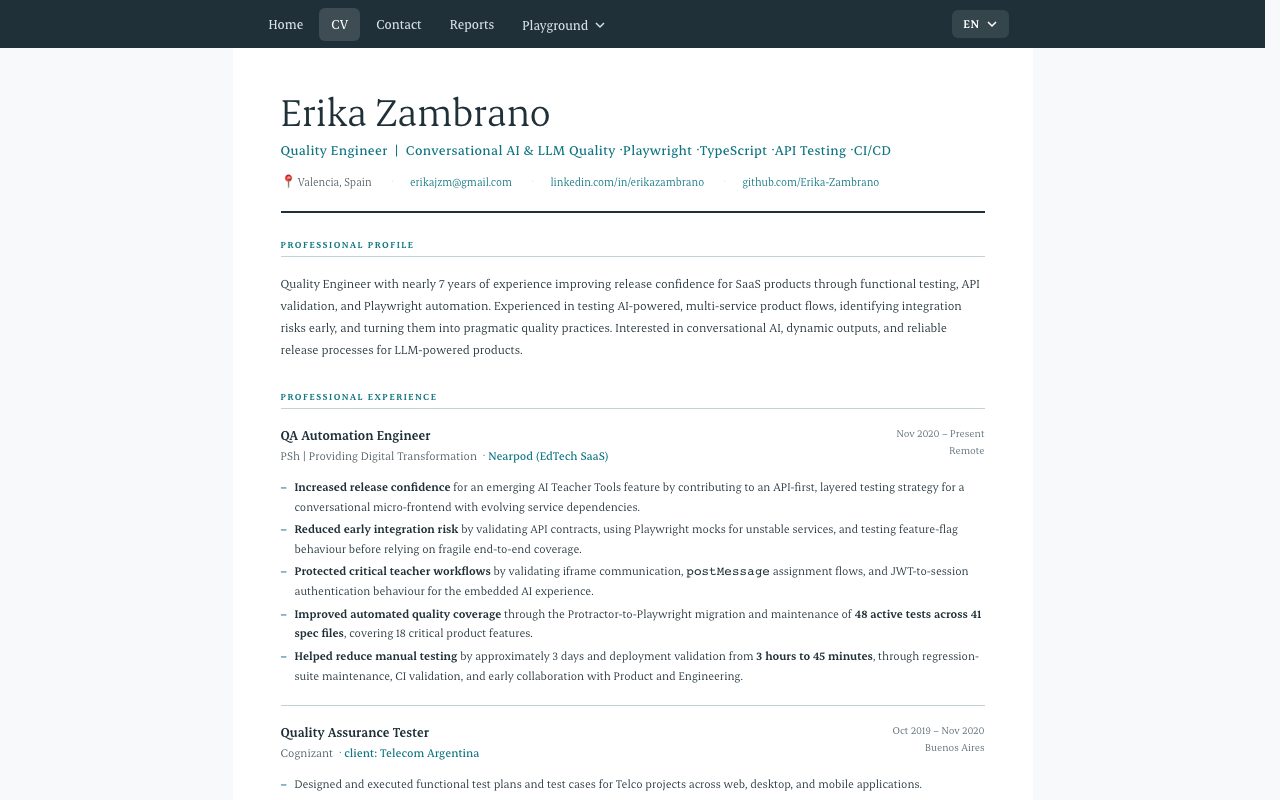 Home CV Contact Reports Playground EN
Erika Zambrano
Quality Engineer | Conversational AI & LLM Quality ·Playwright ·TypeScript ·API Testing ·CI/CD
Valencia, Spain · erikajzm@gmail.com · linkedin.com/in/erikazambrano · github.com/Erika-Zambrano
PROFESSIONAL PROFILE
Quality Engineer with nearly 7 years of experience improving release confidence for SaaS products through functional testing, API
validation, and Playwright automation. Experienced in testing AI-powered, multi-service product flows, identifying integration
risks early, and turning them into pragmatic quality practices. Interested in conversational AI, dynamic outputs, and reliable
release processes for LLM-powered products.
PROFESSIONAL EXPERIENCE
QA Automation Engineer Nov 2020 – Present
PSh | Providing Digital Transformation · Nearpod (EdTech SaaS) Remote
– Increased release confidence for an emerging AI Teacher Tools feature by contributing to an API-first, layered testing strategy for a
conversational micro-frontend with evolving service dependencies.
– Reduced early integration risk by validating API contracts, using Playwright mocks for unstable services, and testing feature-flag
behaviour before relying on fragile end-to-end coverage.
– Protected critical teacher workflows by validating iframe communication, postMessage assignment flows, and JWT-to-session
authentication behaviour for the embedded AI experience.
– Improved automated quality coverage through the Protractor-to-Playwright migration and maintenance of 48 active tests across 41
spec files, covering 18 critical product features.
– Helped reduce manual testing by approximately 3 days and deployment validation from 3 hours to 45 minutes, through regression-
suite maintenance, CI validation, and early collaboration with Product and Engineering.
Quality Assurance Tester Oct 2019 – Nov 2020
Cognizant · client: Telecom Argentina Buenos Aires
– Designed and executed functional test plans and test cases for Telco projects across web, desktop, and mobile applications.